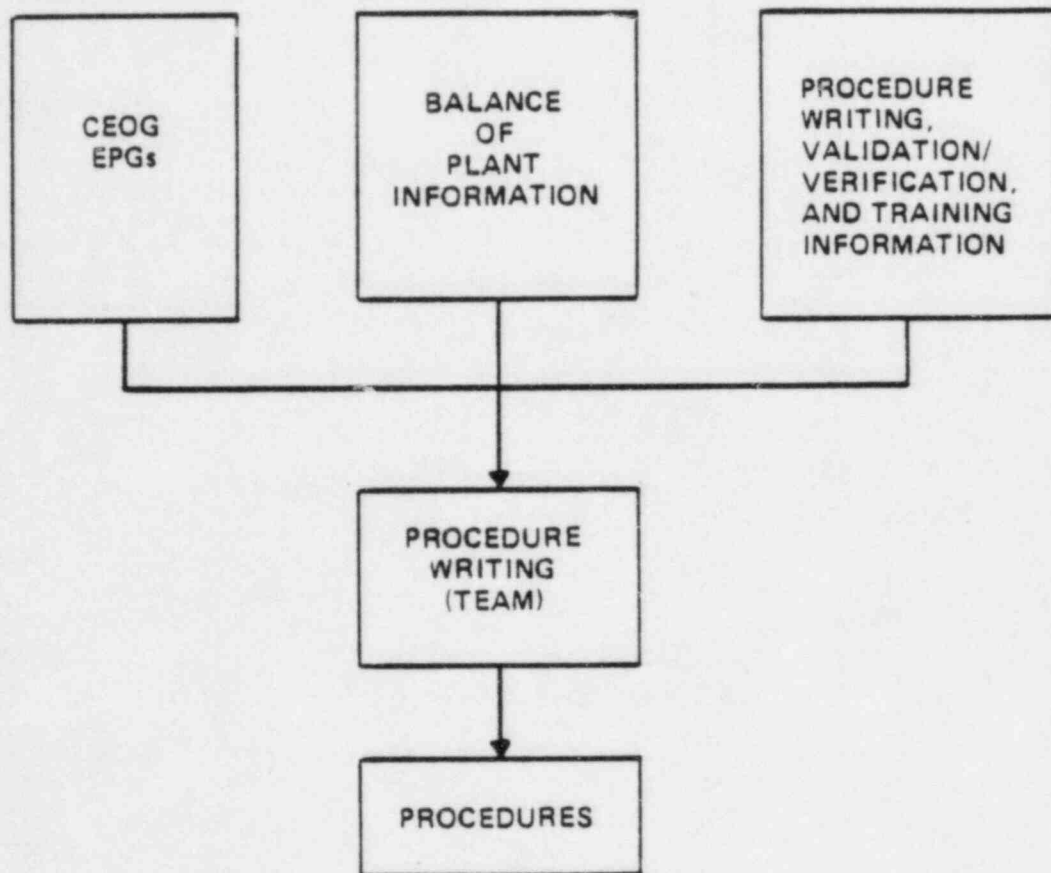 CEOG
EPGs
BALANCE
OF
PLANT
INFORMATION
PROCEDURE
WRITING,
VALIDATION/
VERIFICATION,
AND TRAINING
INFORMATION
PROCEDURE
WRITING
(TEAM)
PROCEDURES